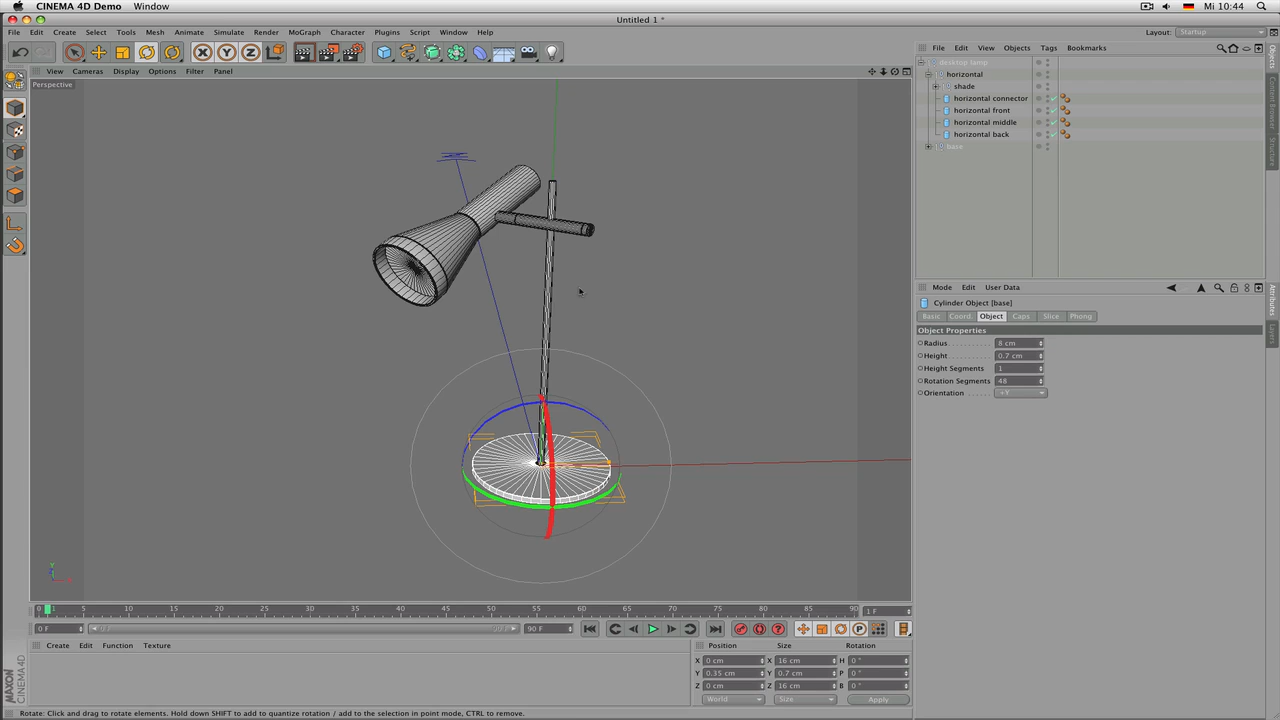 CINEMA 4D Demo Window
Mi 10:44
Untitled 1 *
File Edit Create Select Tools Mesh Animate Simulate Render MoGraph Character Plugins Script Window Help
Layout: Startup
View Cameras Display Options Filter Panel
Perspective
File Edit View Objects Tags Bookmarks
desktop lamp
horizontal
shade
horizontal connector
horizontal front
horizontal middle
horizontal back
base
Objects
Content Browser
Structure
Mode Edit User Data
Cylinder Object [base]
Basic Coord. Object Caps Slice Phong
Object Properties
Radius 8 cm
Height 0.7 cm
Height Segments 1
Rotation Segments 48
Orientation +Y
Attributes
Layers
Y
0 1 5 10 15 20 25 30 35 40 45 50 55 60 65 70 75 80 85 90
1 F
0 F
90 F
Create Edit Function Texture
Position Size Rotation
X 0 cm X 16 cm H 0 °
Y 0.35 cm Y 0.7 cm P 0 °
Z 0 cm Z 16 cm B 0 °
World Size Apply
MAXON CINEMA 4D
Rotate: Click and drag to rotate elements. Hold down SHIFT to add to quantize rotation / add to the selection in point mode, CTRL to remove.